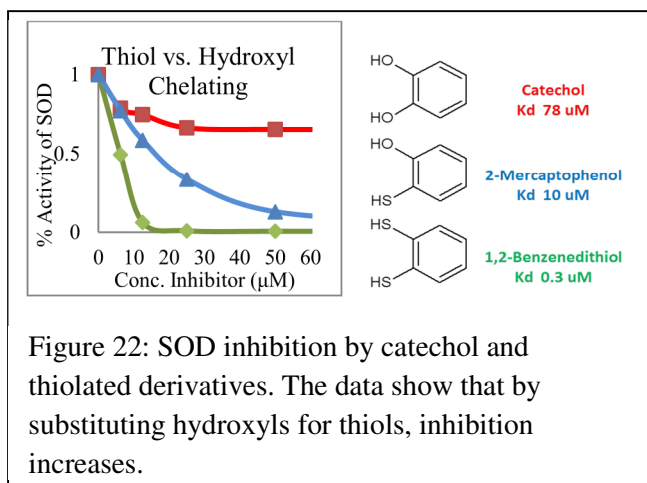 Thiol vs. Hydroxyl
Chelating
% Activity of SOD
1
0.5
0
0 10 20 30 40 50 60
Conc. Inhibitor (µM)
HO
HO
Catechol
Kd 78 uM
HO
HS
2-Mercaptophenol
Kd 10 uM
HS
HS
1,2-Benzenedithiol
Kd 0.3 uM
Figure 22: SOD inhibition by catechol and
thiolated derivatives. The data show that by
substituting hydroxyls for thiols, inhibition
increases.